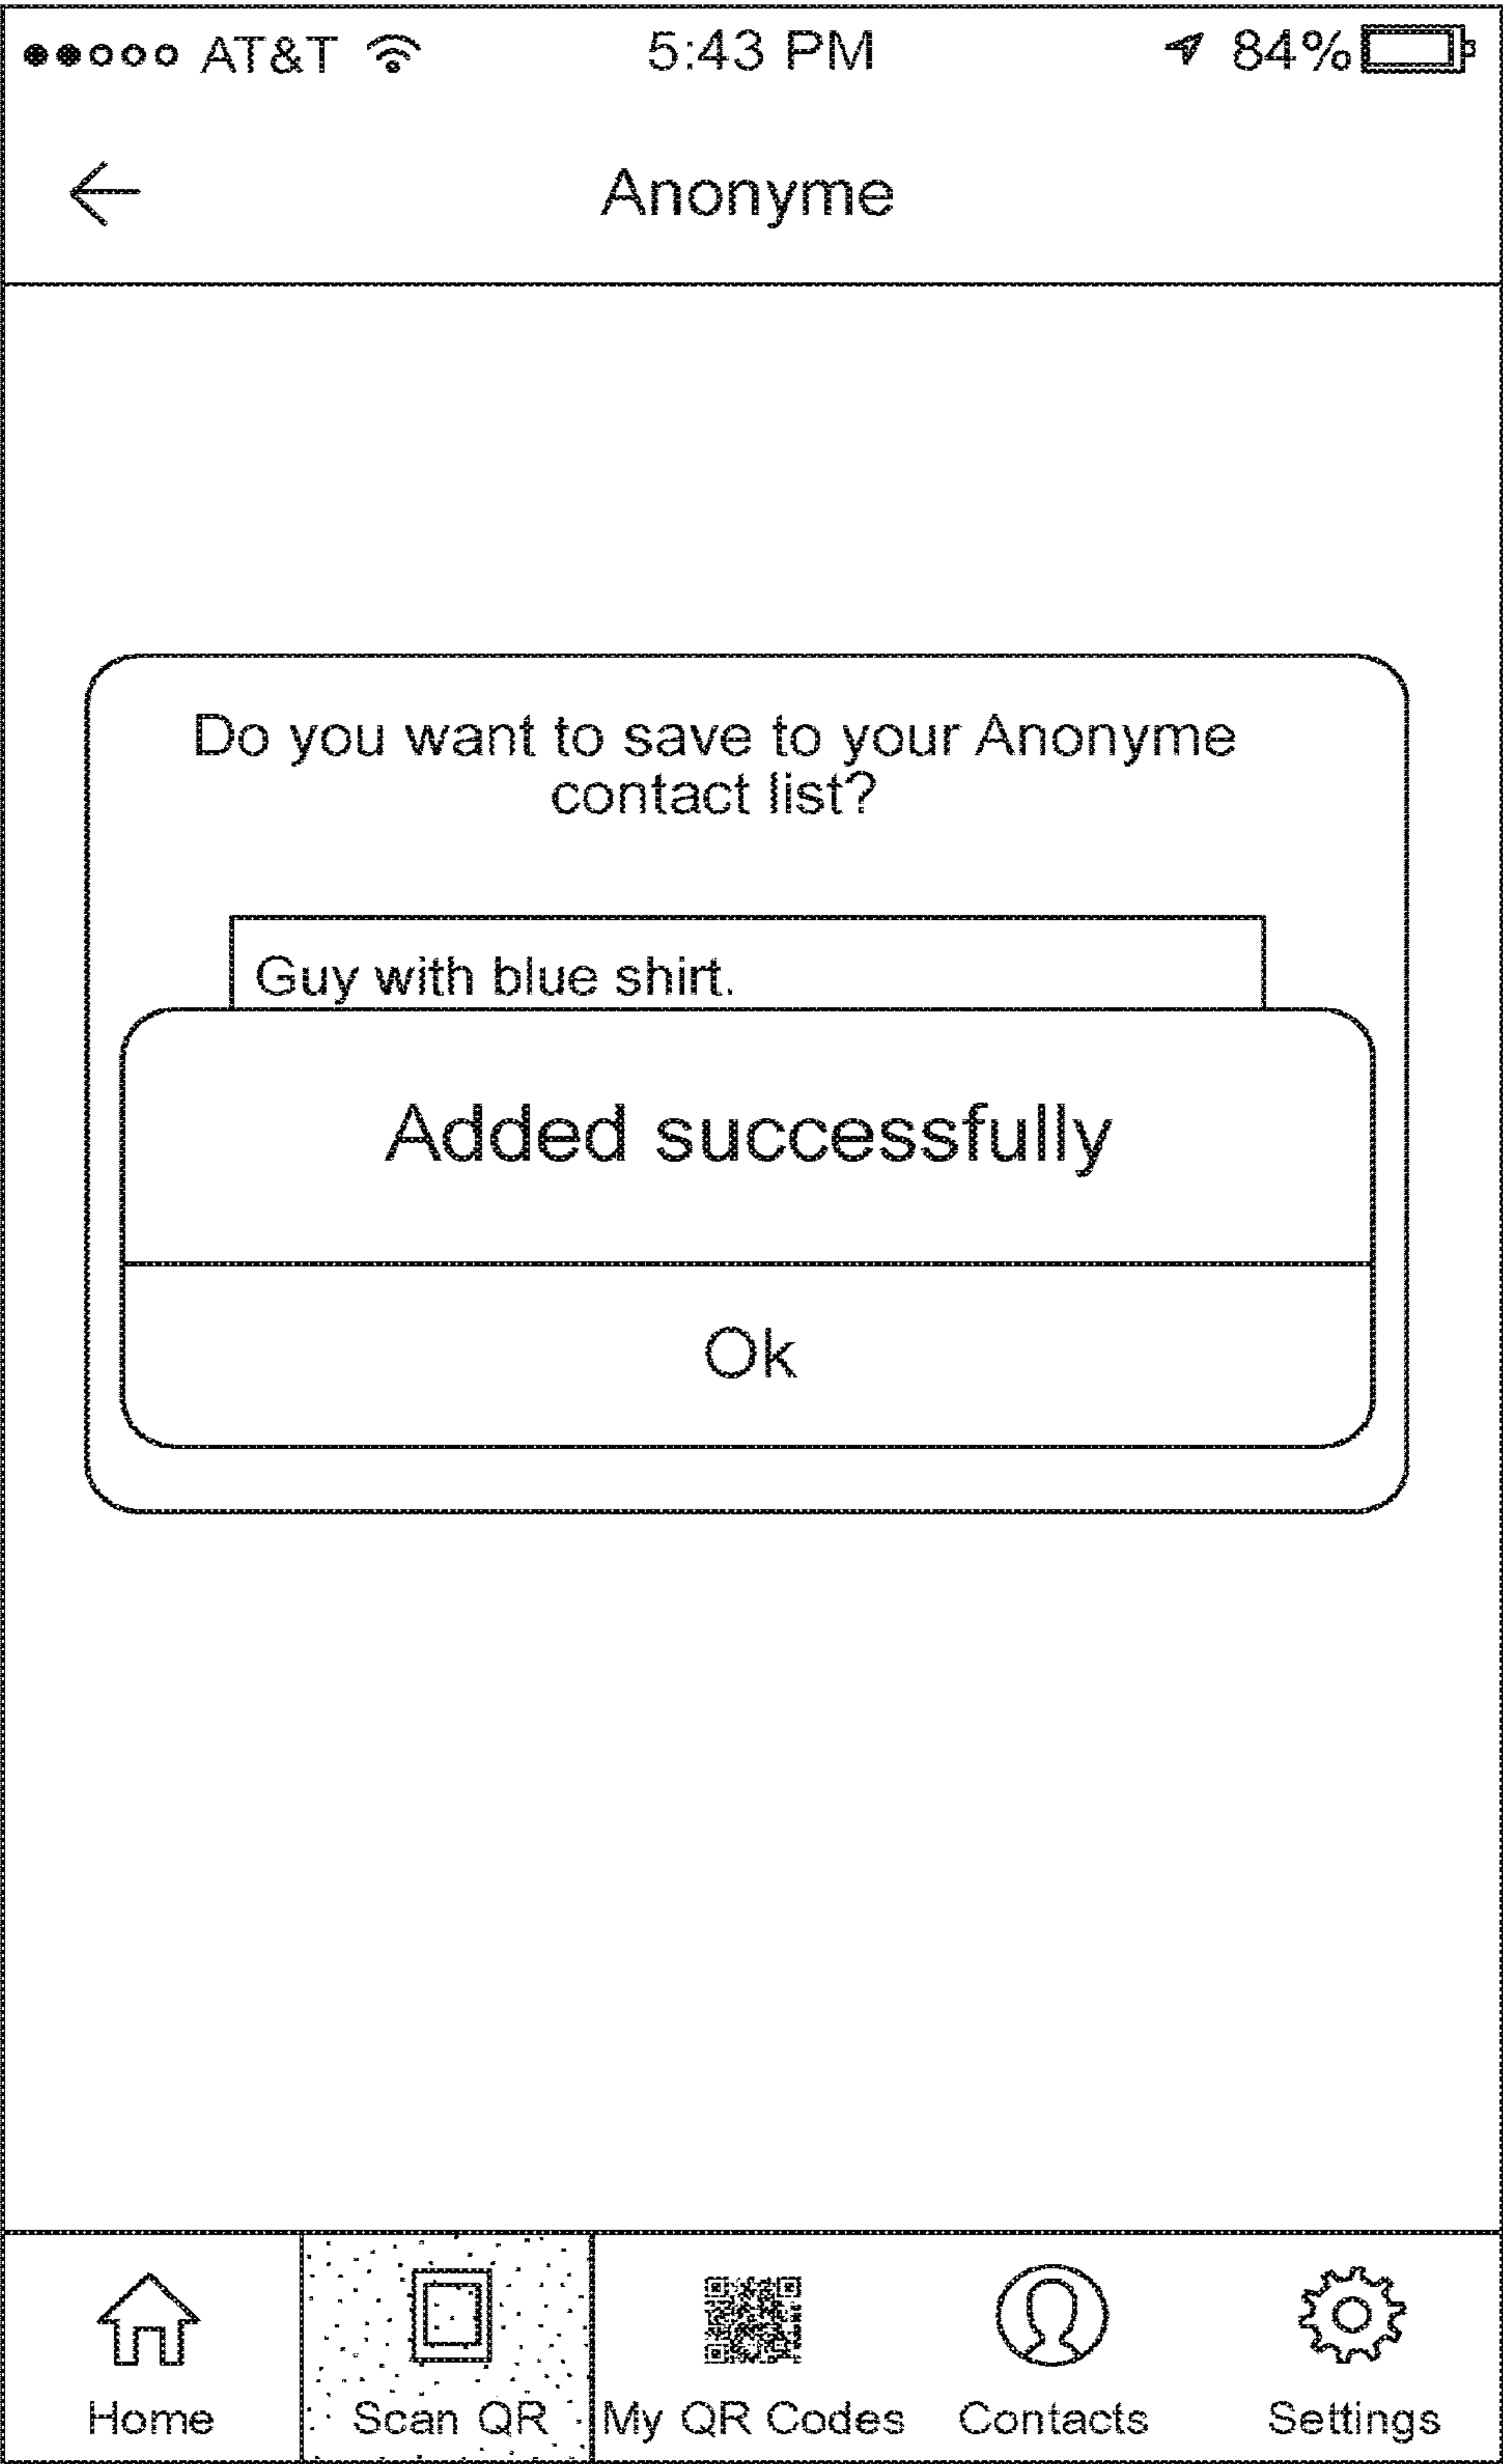 AT&T 5:43 PM 84%
Anonyme
Do you want to save to your Anonyme
contact list?
Guy with blue shirt.
Added successfully
Ok
Home Scan QR My QR Codes Contacts Settings